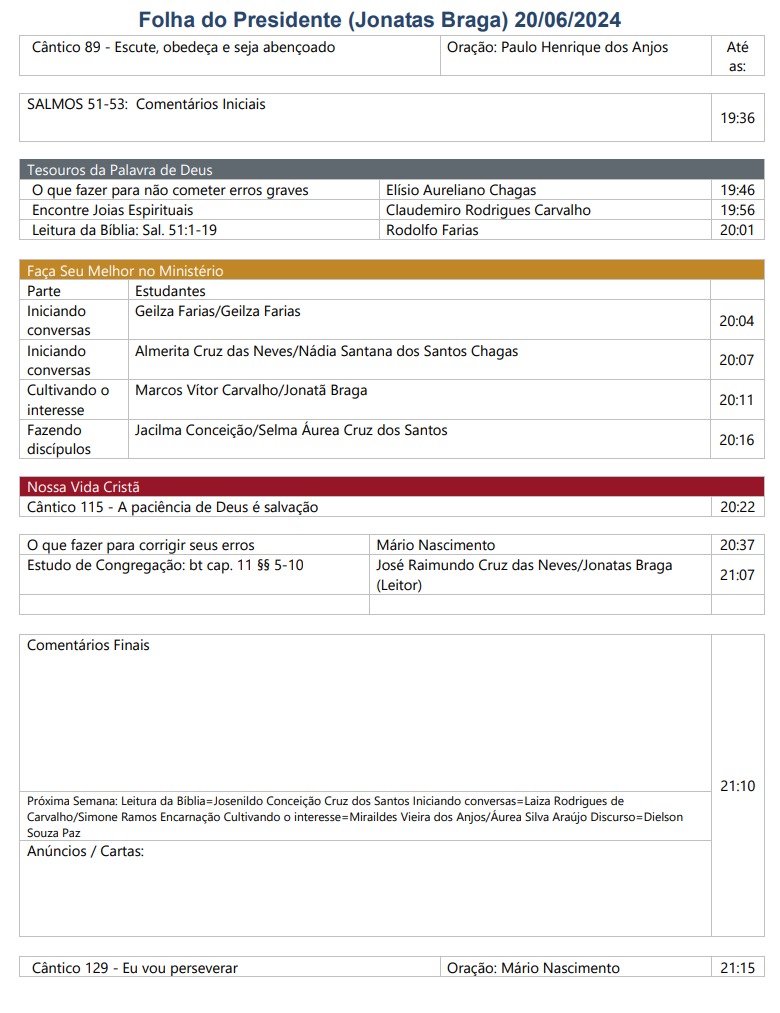 Folha do Presidente (Jonatas Braga) 20/06/2024
Cântico 89 - Escute, obedeça e seja abençoado Oração: Paulo Henrique dos Anjos Até
as:
SALMOS 51-53: Comentários Iniciais
19:36
Tesouros da Palavra de Deus
O que fazer para não cometer erros graves Elísio Aureliano Chagas 19:46
Encontre Joias Espirituais Claudemiro Rodrigues Carvalho 19:56
Leitura da Bíblia: Sal. 51:1-19 Rodolfo Farias 20:01
Faça Seu Melhor no Ministério
Parte Estudantes
Iniciando
conversas
Geilza Farias/Geilza Farias
20:04
Iniciando
conversas
Almerita Cruz das Neves/Nádia Santana dos Santos Chagas
20:07
Cultivando o
interesse
Marcos Vítor Carvalho/Jonatã Braga
20:11
Fazendo
discípulos
Jacilma Conceição/Selma Áurea Cruz dos Santos
20:16
Nossa Vida Cristã
Cântico 115 - A paciência de Deus é salvação 20:22
O que fazer para corrigir seus erros Mário Nascimento 20:37
Estudo de Congregação: bt cap. 11 §§ 5-10
José Raimundo Cruz das Neves/Jonatas Braga
(Leitor)
21:07
Comentários Finais
21:10
Próxima Semana: Leitura da Bíblia=Josenildo Conceição Cruz dos Santos Iniciando conversas=Laiza Rodrigues de
Carvalho/Simone Ramos Encarnação Cultivando o interesse=Miraildes Vieira dos Anjos/Áurea Silva Araújo Discurso=Dielson
Souza Paz
Anúncios / Cartas:
Cântico 129 - Eu vou perseverar Oração: Mário Nascimento 21:15